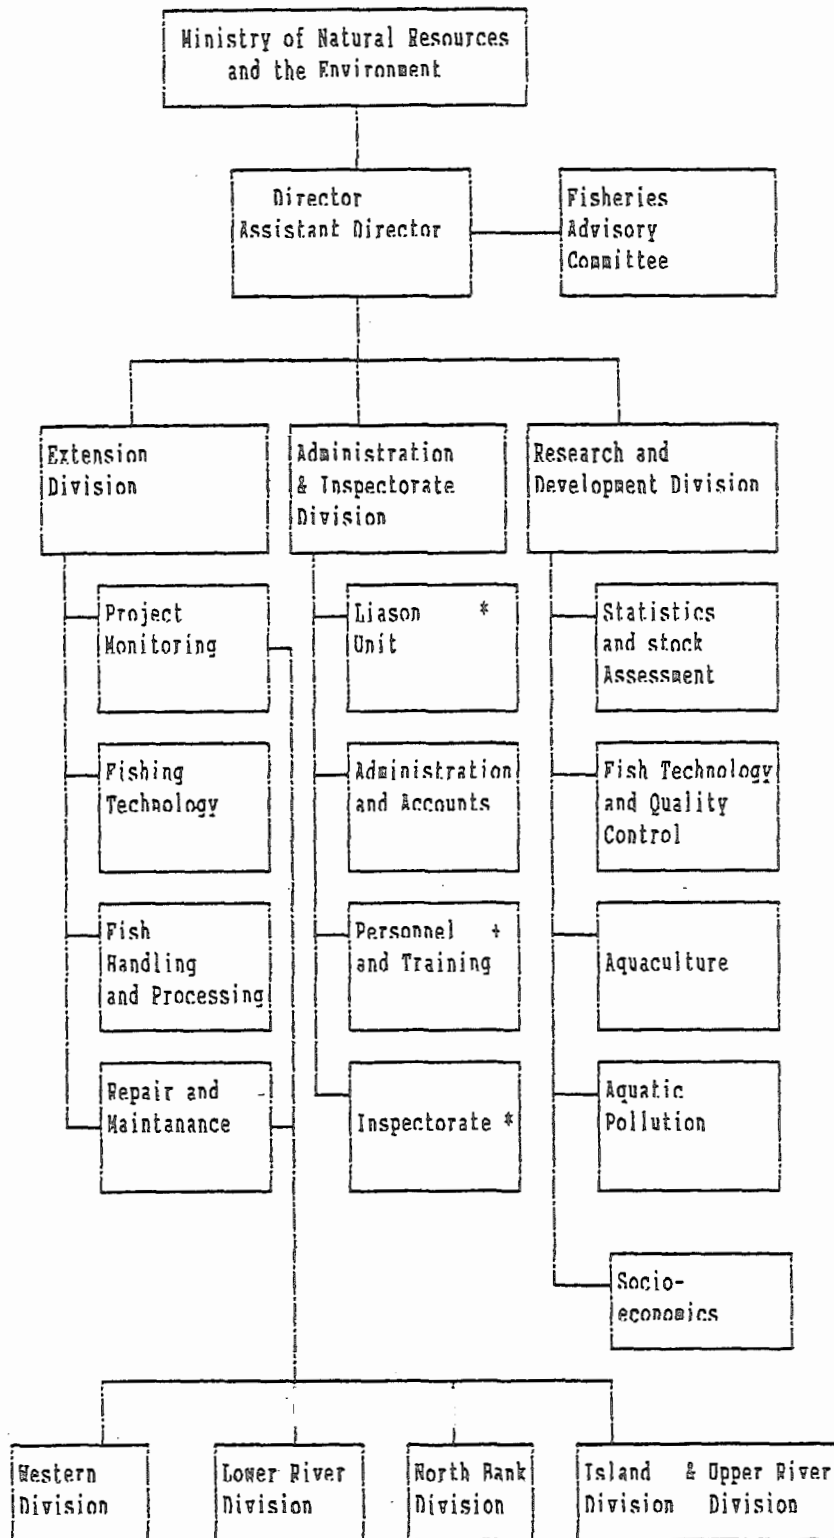 Ministry of Natural Resources
and the Environment
Director
Assistant Director
Fisheries
Advisory
Committee
Extension
Division
Administration
& Inspectorate
Division
Research and
Development Division
Project
Monitoring
Liason *
Unit
Statistics
and stock
Assessment
Fishing
Technology
Administration
and Accounts
Fish Technology
and Quality
Control
Fish
Handling
and Processing
Personnel +
and Training
Aquaculture
Repair and
Maintanance
Inspectorate *
Aquatic
Pollution
Socio-
economics
Western
Division
Lower River
Division
North Bank
Division
Island & Upper River
Division Division